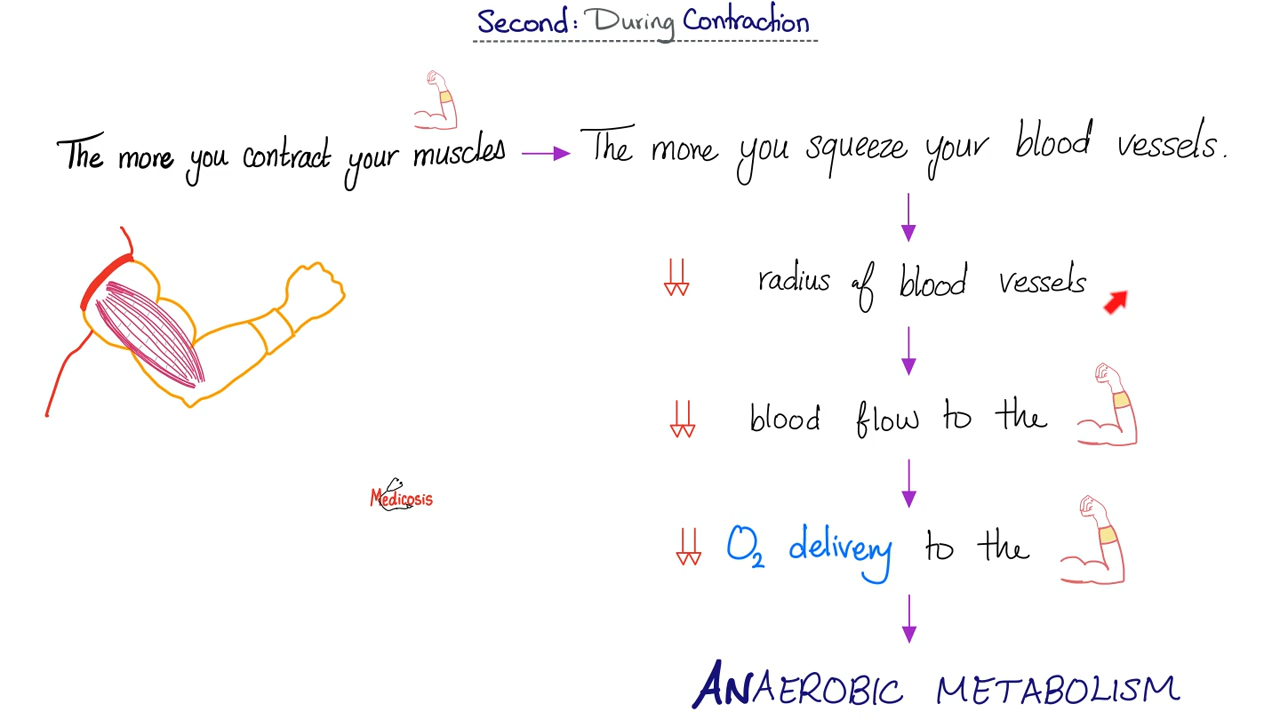 Second: During Contraction
The more you contract your muscles
The more you squeeze your blood vessels.
radius of blood vessels
blood flow to the
Medicosis
O₂ delivery to the
ANAEROBIC METABOLISM